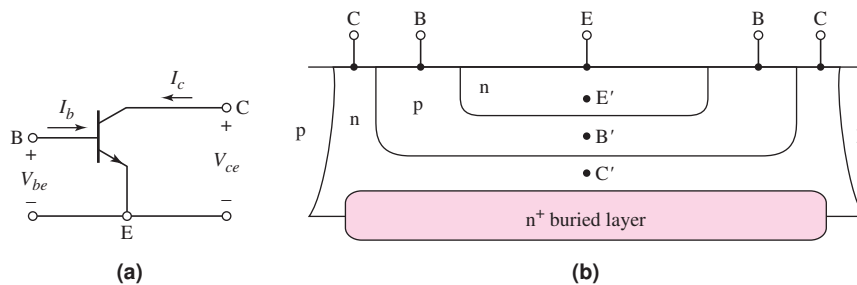 C B E B C
I_c
I_b
C
B
+
+
V_be
V_ce
−
−
E
(a)
p n p n
E′
B′
C′
n+ buried layer
(b)